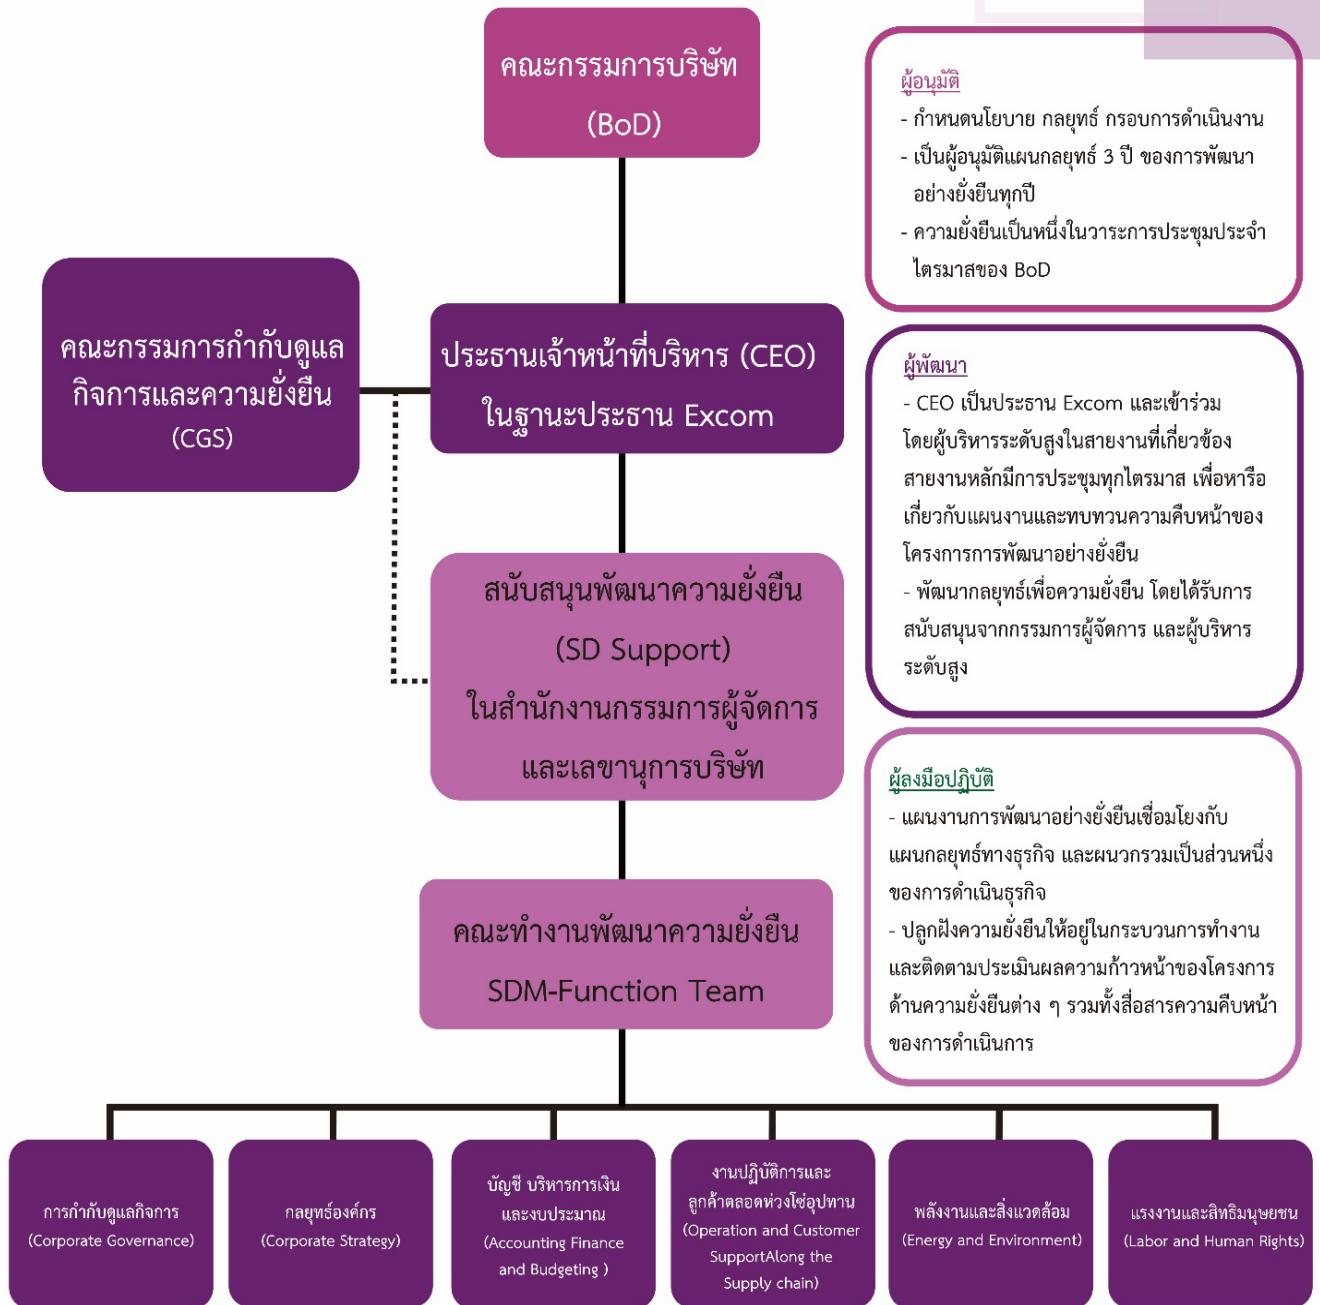 คณะกรรมการบริษัท
(BoD)
ผู้อนุมัติ
- กำหนดนโยบาย กลยุทธ์ กรอบการดำเนินงาน
- เป็นผู้อนุมัติแผนกลยุทธ์ 3 ปี ของการพัฒนา
อย่างยั่งยืนทุกปี
- ความยั่งยืนเป็นหนึ่งในวาระการประชุมประจำ
ไตรมาสของ BoD
คณะกรรมการกำกับดูแล
กิจการและความยั่งยืน
(CGS)
ประธานเจ้าหน้าที่บริหาร (CEO)
ในฐานะประธาน Excom
ผู้พัฒนา
- CEO เป็นประธาน Excom และเข้าร่วม
โดยผู้บริหารระดับสูงในสายงานที่เกี่ยวข้อง
สายงานหลักมีการประชุมทุกไตรมาส เพื่อหารือ
เกี่ยวกับแผนงานและทบทวนความคืบหน้าของ
โครงการการพัฒนาอย่างยั่งยืน
- พัฒนากลยุทธ์เพื่อความยั่งยืน โดยได้รับการ
สนับสนุนจากกรรมการผู้จัดการ และผู้บริหาร
ระดับสูง
สนับสนุนพัฒนาความยั่งยืน
(SD Support)
ในสำนักงานกรรมการผู้จัดการ
และเลขานุการบริษัท
ผู้ลงมือปฏิบัติ
- แผนงานการพัฒนาอย่างยั่งยืนเชื่อมโยงกับ
แผนกลยุทธ์ทางธุรกิจ และผนวกรวมเป็นส่วนหนึ่ง
ของการดำเนินธุรกิจ
- ปลูกฝังความยั่งยืนให้อยู่ในกระบวนการทำงาน
และติดตามประเมินผลความก้าวหน้าของโครงการ
ด้านความยั่งยืนต่าง ๆ รวมทั้งสื่อสารความคืบหน้า
ของการดำเนินการ
คณะทำงานพัฒนาความยั่งยืน
SDM-Function Team
การกำกับดูแลกิจการ
(Corporate Governance)
กลยุทธ์องค์กร
(Corporate Strategy)
บัญชี บริหารการเงิน
และงบประมาณ
(Accounting Finance
and Budgeting )
งานปฏิบัติการและ
ลูกค้าตลอดห่วงโซ่อุปทาน
(Operation and Customer
SupportAlong the
Supply chain)
พลังงานและสิ่งแวดล้อม
(Energy and Environment)
แรงงานและสิทธิมนุษยชน
(Labor and Human Rights)